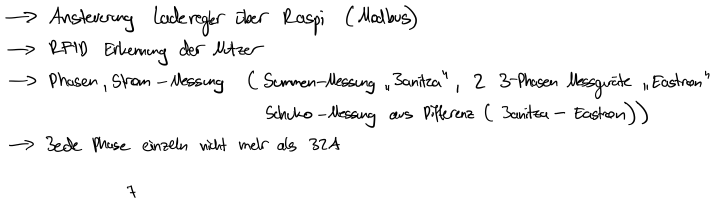 → Ansteuerung Laderegler über Raspi (Modbus)
→ RFID Erkennung der Nutzer
→ Phasen, Strom-Messung (Summen-Messung „Janitza", 2 3-Phasen Messgeräte „Eastron"
Schuko-Messung aus Differenz (Janitza - Eastron))
→ Jede Phase einzeln nicht mehr als 32A
7